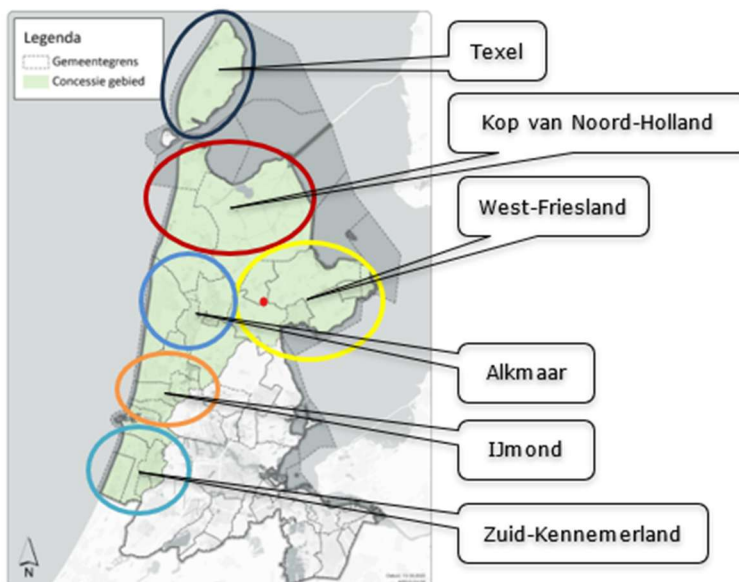 Legenda
Gemeentegrens
Concessie gebied
Texel
Kop van Noord-Holland
West-Friesland
Alkmaar
IJmond
Zuid-Kennemerland
N